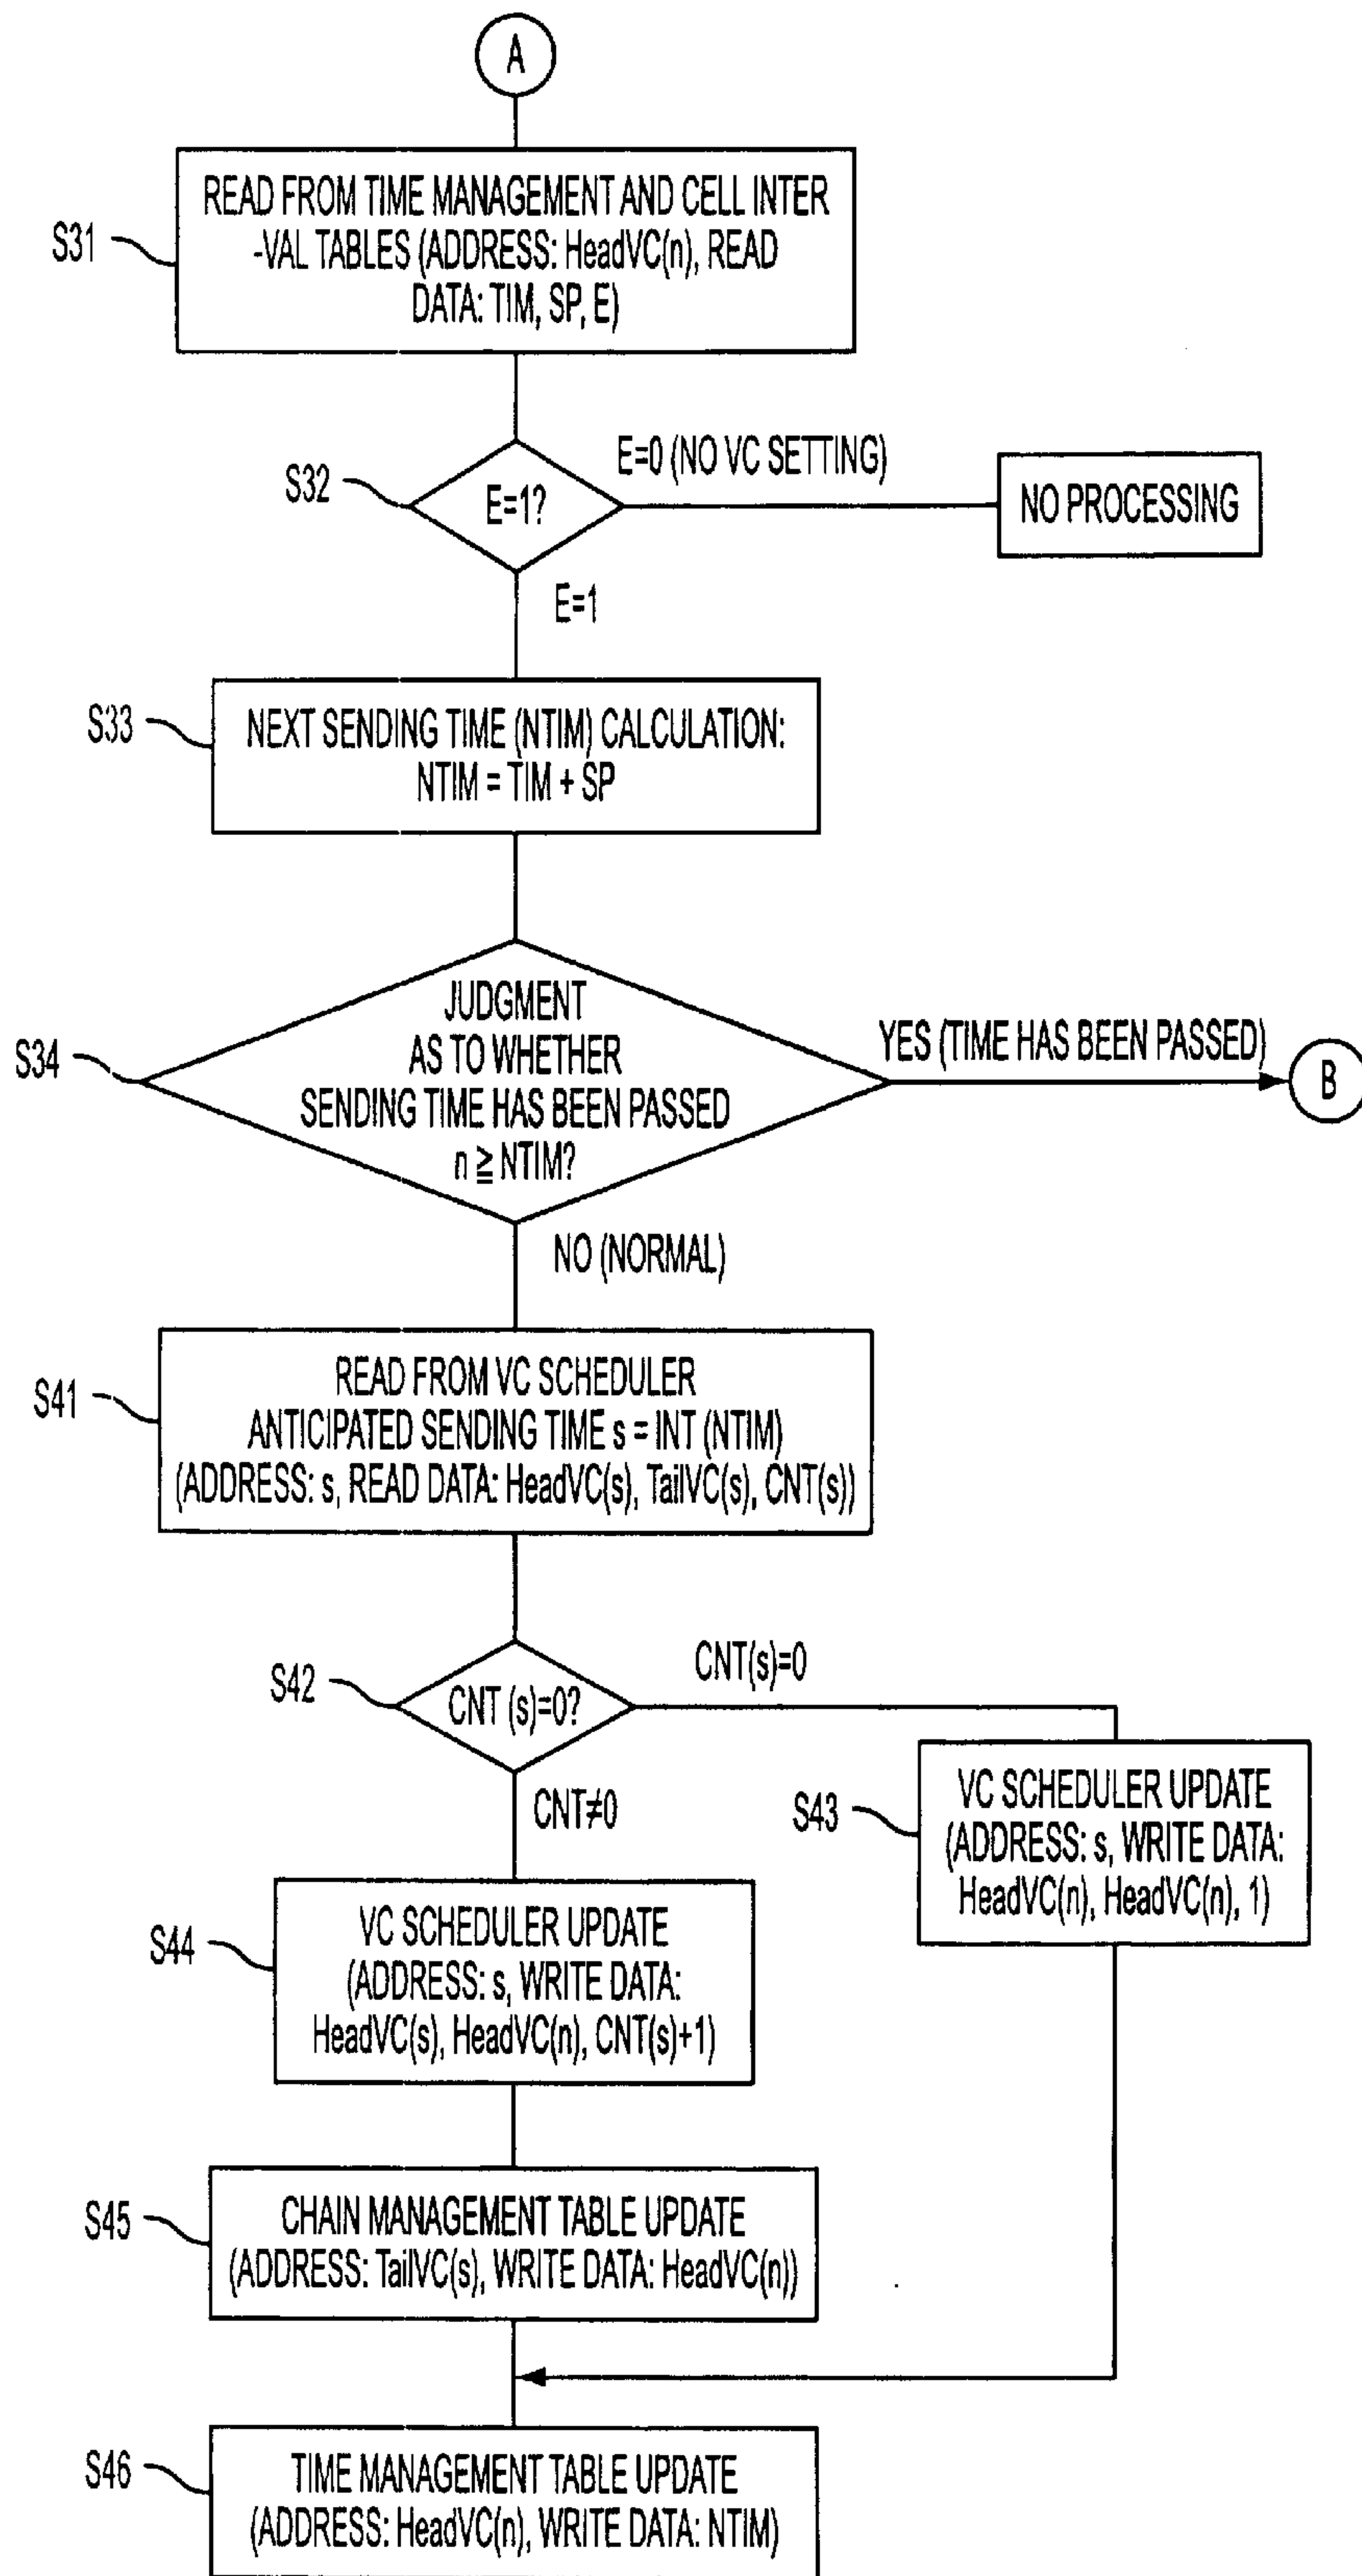 A
S31
READ FROM TIME MANAGEMENT AND CELL INTER
-VAL TABLES (ADDRESS: HeadVC(n), READ
DATA: TIM, SP, E)
S32
E=1?
E=0 (NO VC SETTING)
NO PROCESSING
E=1
S33
NEXT SENDING TIME (NTIM) CALCULATION:
NTIM = TIM + SP
S34
JUDGMENT
AS TO WHETHER
SENDING TIME HAS BEEN PASSED
n ≧ NTIM?
YES (TIME HAS BEEN PASSED)
B
NO (NORMAL)
S41
READ FROM VC SCHEDULER
ANTICIPATED SENDING TIME s = INT (NTIM)
(ADDRESS: s, READ DATA: HeadVC(s), TailVC(s), CNT(s))
S42
CNT (s)=0?
CNT(s)=0
CNT≠0
S43
VC SCHEDULER UPDATE
(ADDRESS: s, WRITE DATA:
HeadVC(n), HeadVC(n), 1)
S44
VC SCHEDULER UPDATE
(ADDRESS: s, WRITE DATA:
HeadVC(s), HeadVC(n), CNT(s)+1)
S45
CHAIN MANAGEMENT TABLE UPDATE
(ADDRESS: TailVC(s), WRITE DATA: HeadVC(n))
S46
TIME MANAGEMENT TABLE UPDATE
(ADDRESS: HeadVC(n), WRITE DATA: NTIM)